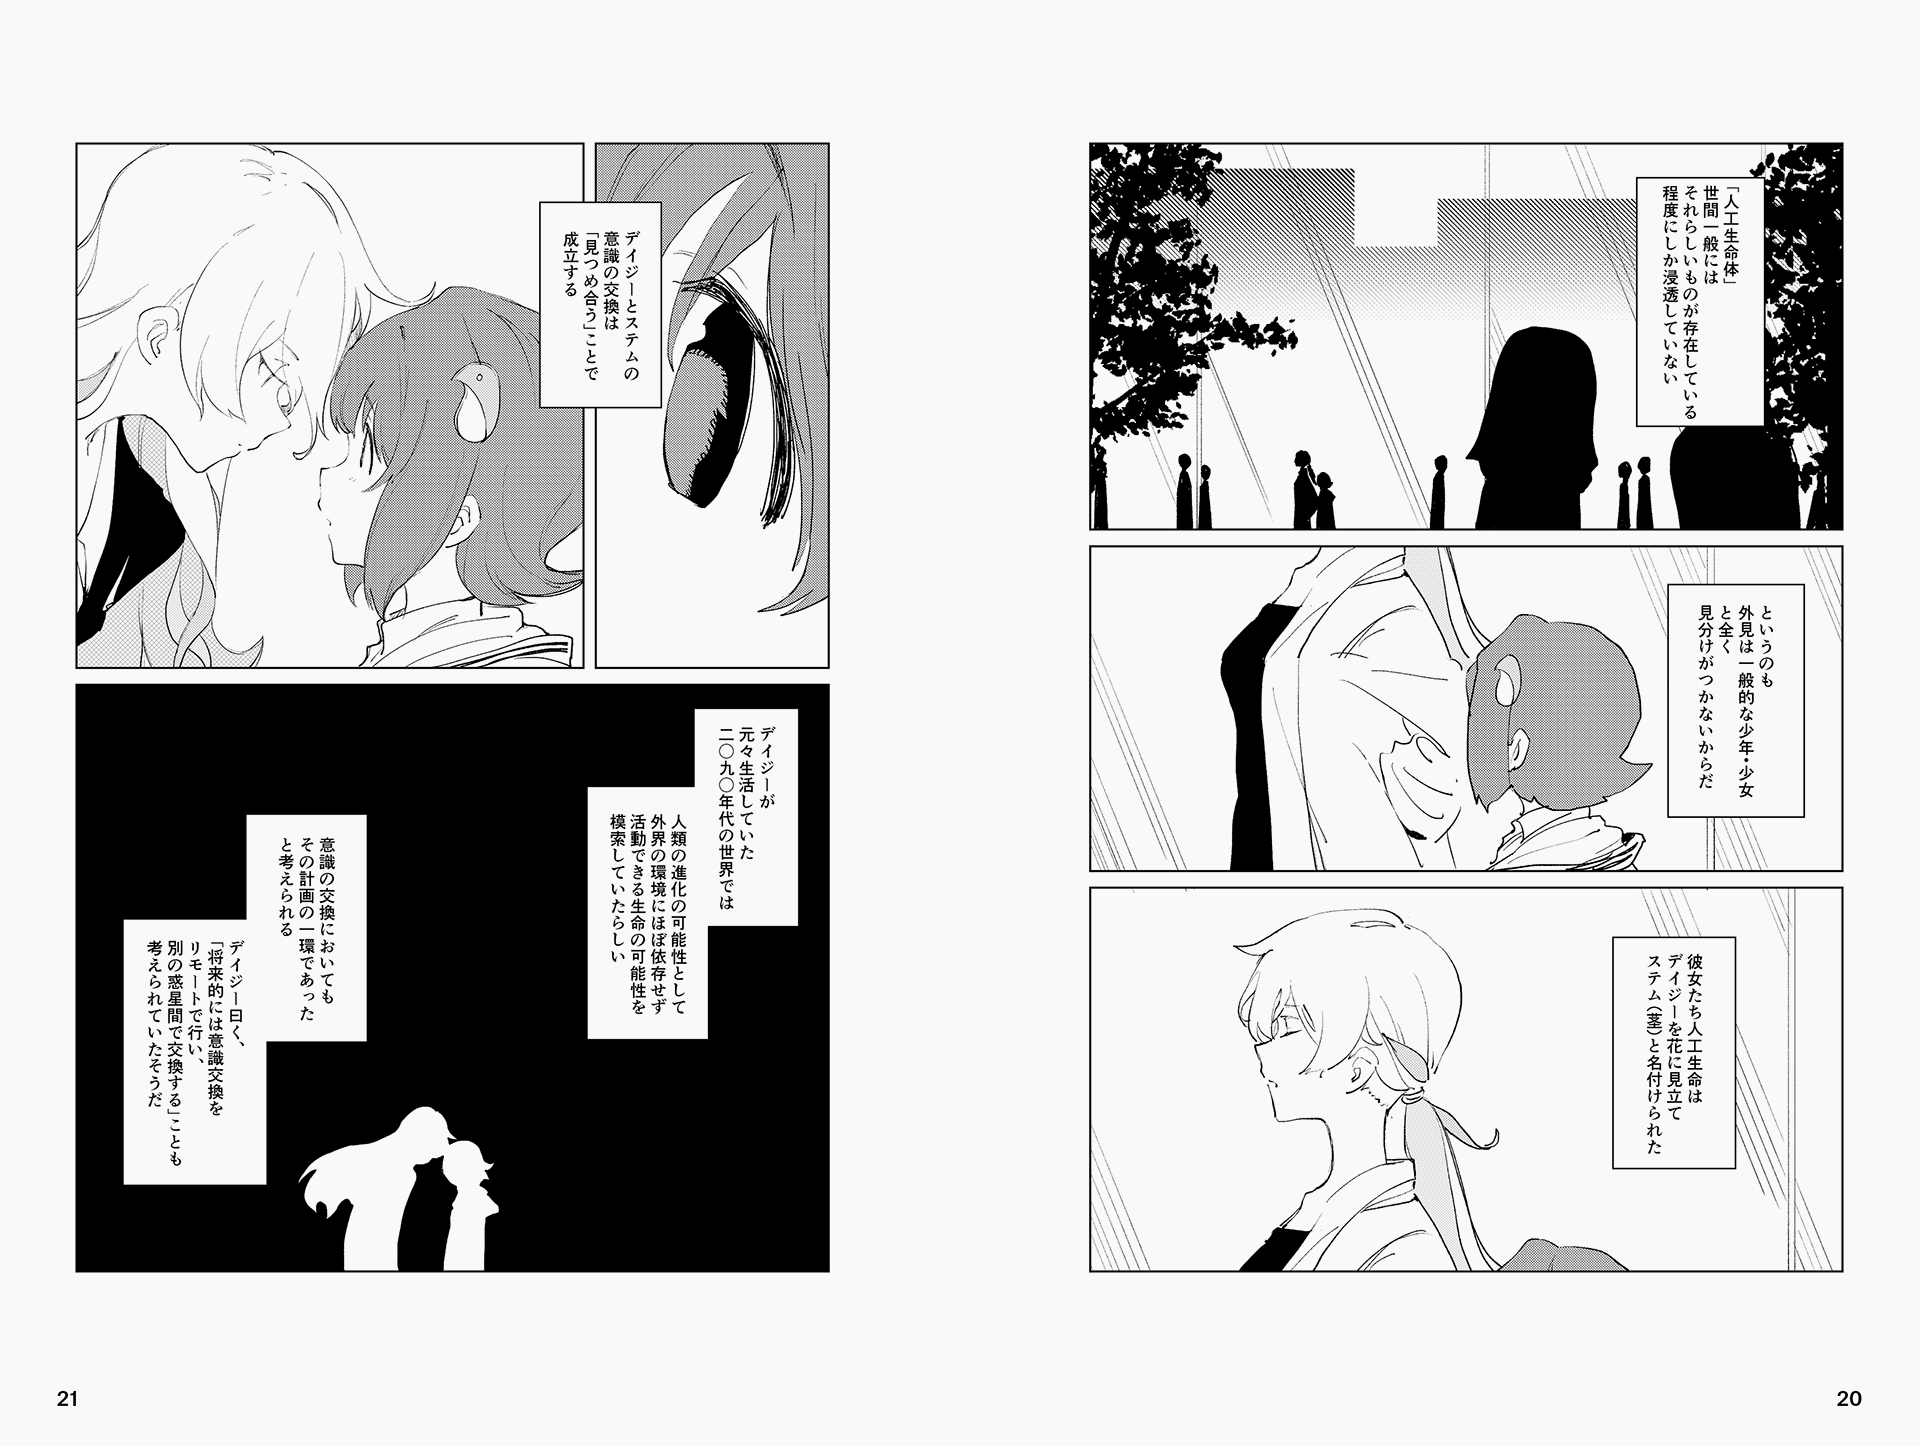 「人工生命体」
世間一般には
それらしいものが存在している
程度にしか浸透していない
というのも
外見は一般的な少年・少女
と全く
見分けがつかないからだ
彼女たち人工生命は
デイジーを花に見立て
ステム（茎）と名付けられた
20
デイジーとステムの
意識の交換は
「見つめ合う」ことで
成立する
デイジーが
元々生活していた
二〇九〇年代の世界では
人類の進化の可能性として
外界の環境にほぼ依存せず
活動できる生命の可能性を
模索していたらしい
意識の交換においても
その計画の一環であった
と考えられる
デイジー曰く、
「将来的には意識交換を
リモートで行い、
別の惑星間で交換する」ことも
考えられていたそうだ
21